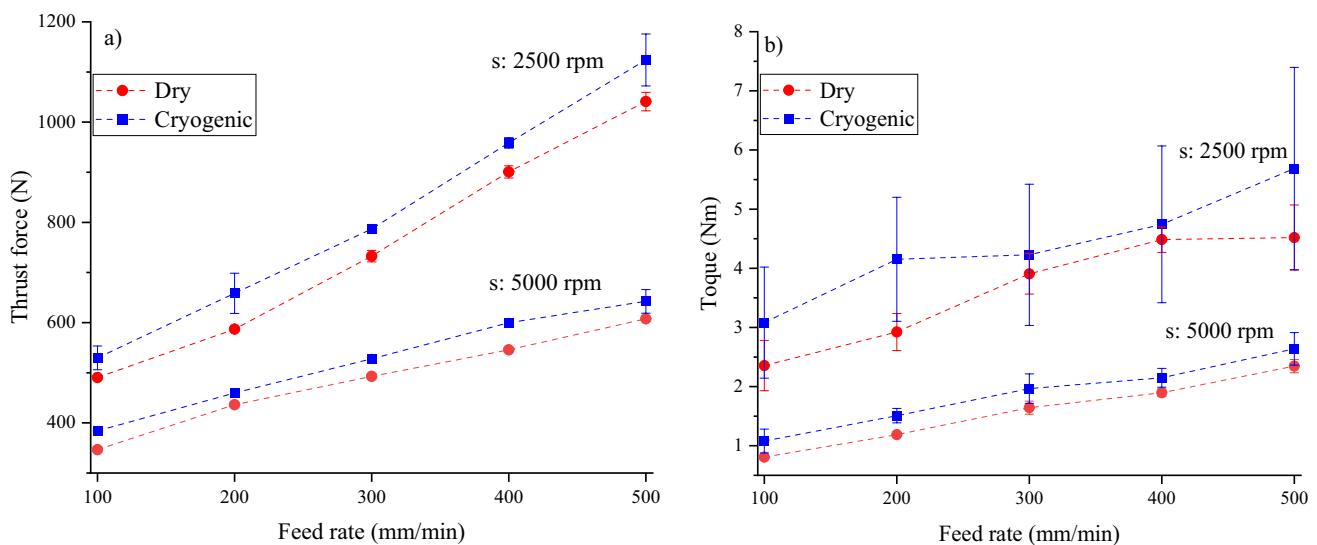 a)
Dry
Cryogenic
s: 2500 rpm
s: 5000 rpm
1200
1000
800
600
400
Thrust force (N)
100 200 300 400 500
Feed rate (mm/min)
b)
Dry
Cryogenic
s: 2500 rpm
s: 5000 rpm
8
7
6
5
4
3
2
1
Toque (Nm)
100 200 300 400 500
Feed rate (mm/min)